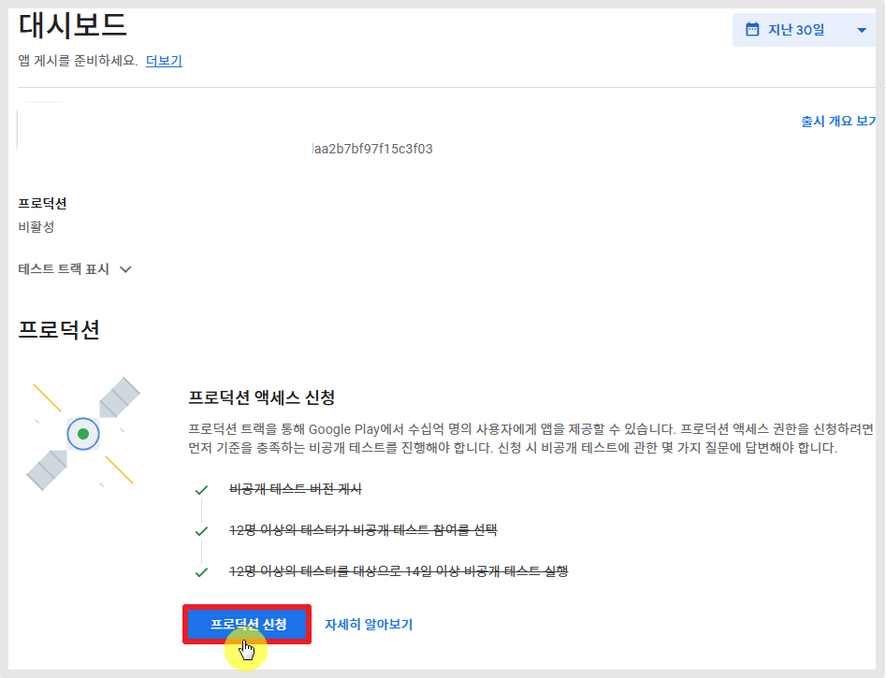 대시보드
지난 30일
앱 게시를 준비하세요. 더보기
출시 개요 보기
aa2b7bf97f15c3f03
프로덕션
비활성
테스트 트랙 표시
프로덕션
프로덕션 액세스 신청
프로덕션 트랙을 통해 Google Play에서 수십억 명의 사용자에게 앱을 제공할 수 있습니다. 프로덕션 액세스 권한을 신청하려면
먼저 기준을 충족하는 비공개 테스트를 진행해야 합니다. 신청 시 비공개 테스트에 관한 몇 가지 질문에 답변해야 합니다.
비공개 테스트 버전 게시
12명 이상의 테스터가 비공개 테스트 참여를 선택
12명 이상의 테스터를 대상으로 14일 이상 비공개 테스트 실행
프로덕션 신청
자세히 알아보기